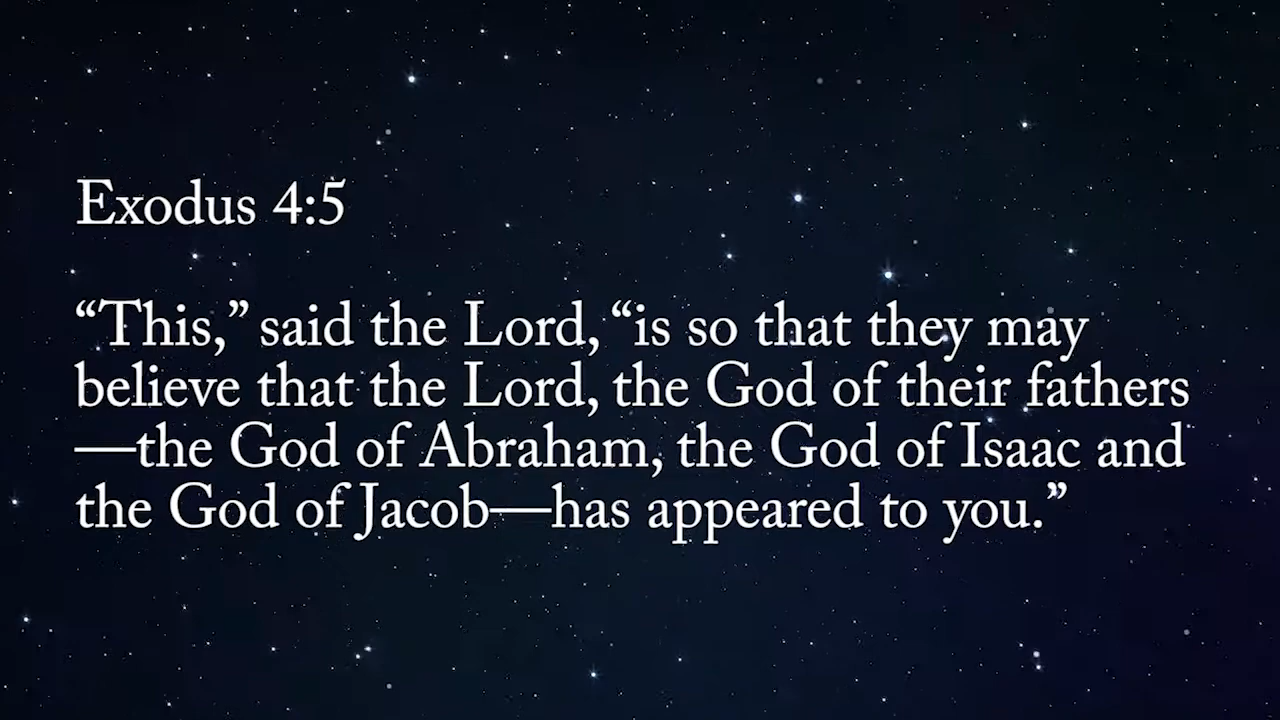 Exodus 4:5
“This,” said the Lord, “is so that they may
believe that the Lord, the God of their fathers
—the God of Abraham, the God of Isaac and
the God of Jacob—has appeared to you.”